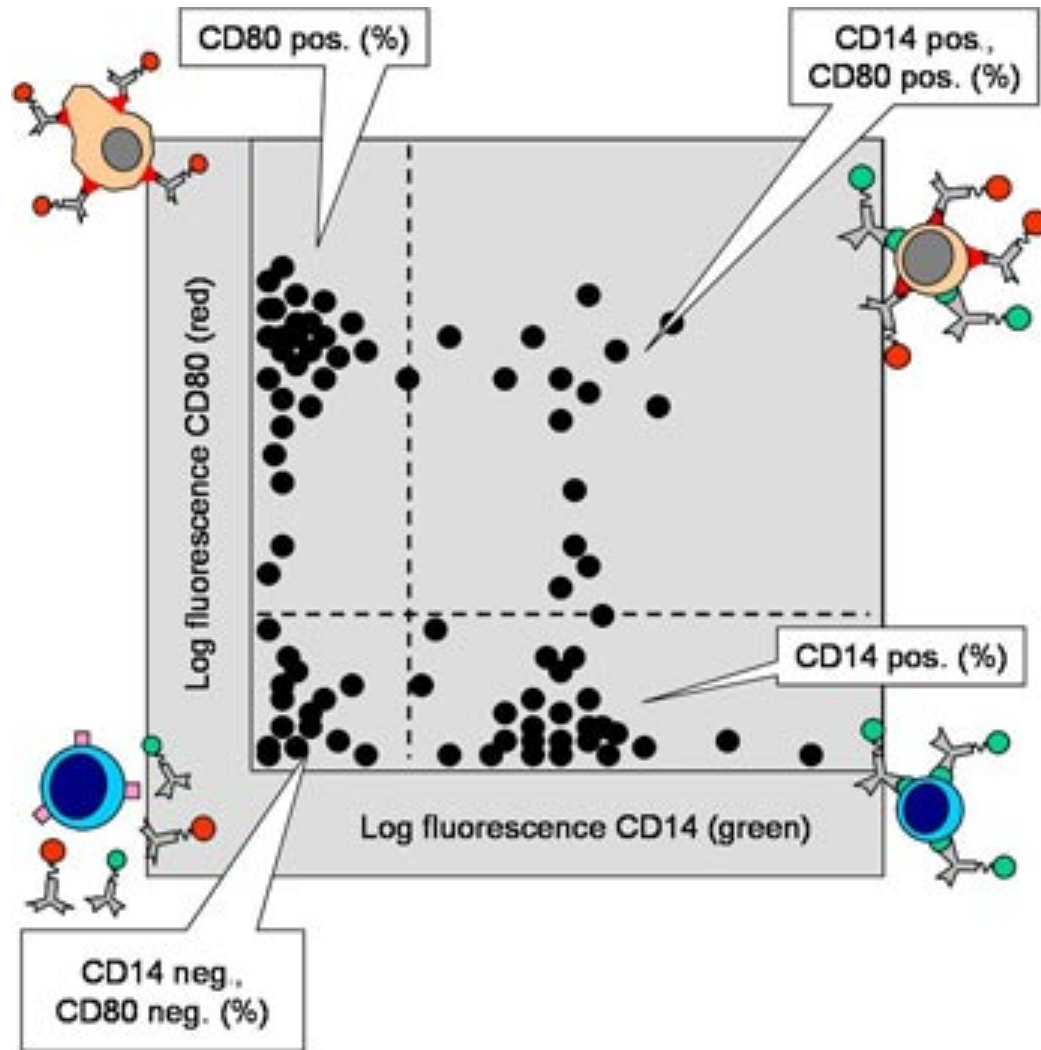 CD80 pos. (%)
CD14 pos.,
CD80 pos. (%)
Log fluorescence CD80 (red)
CD14 pos. (%)
Log fluorescence CD14 (green)
CD14 neg.,
CD80 neg. (%)